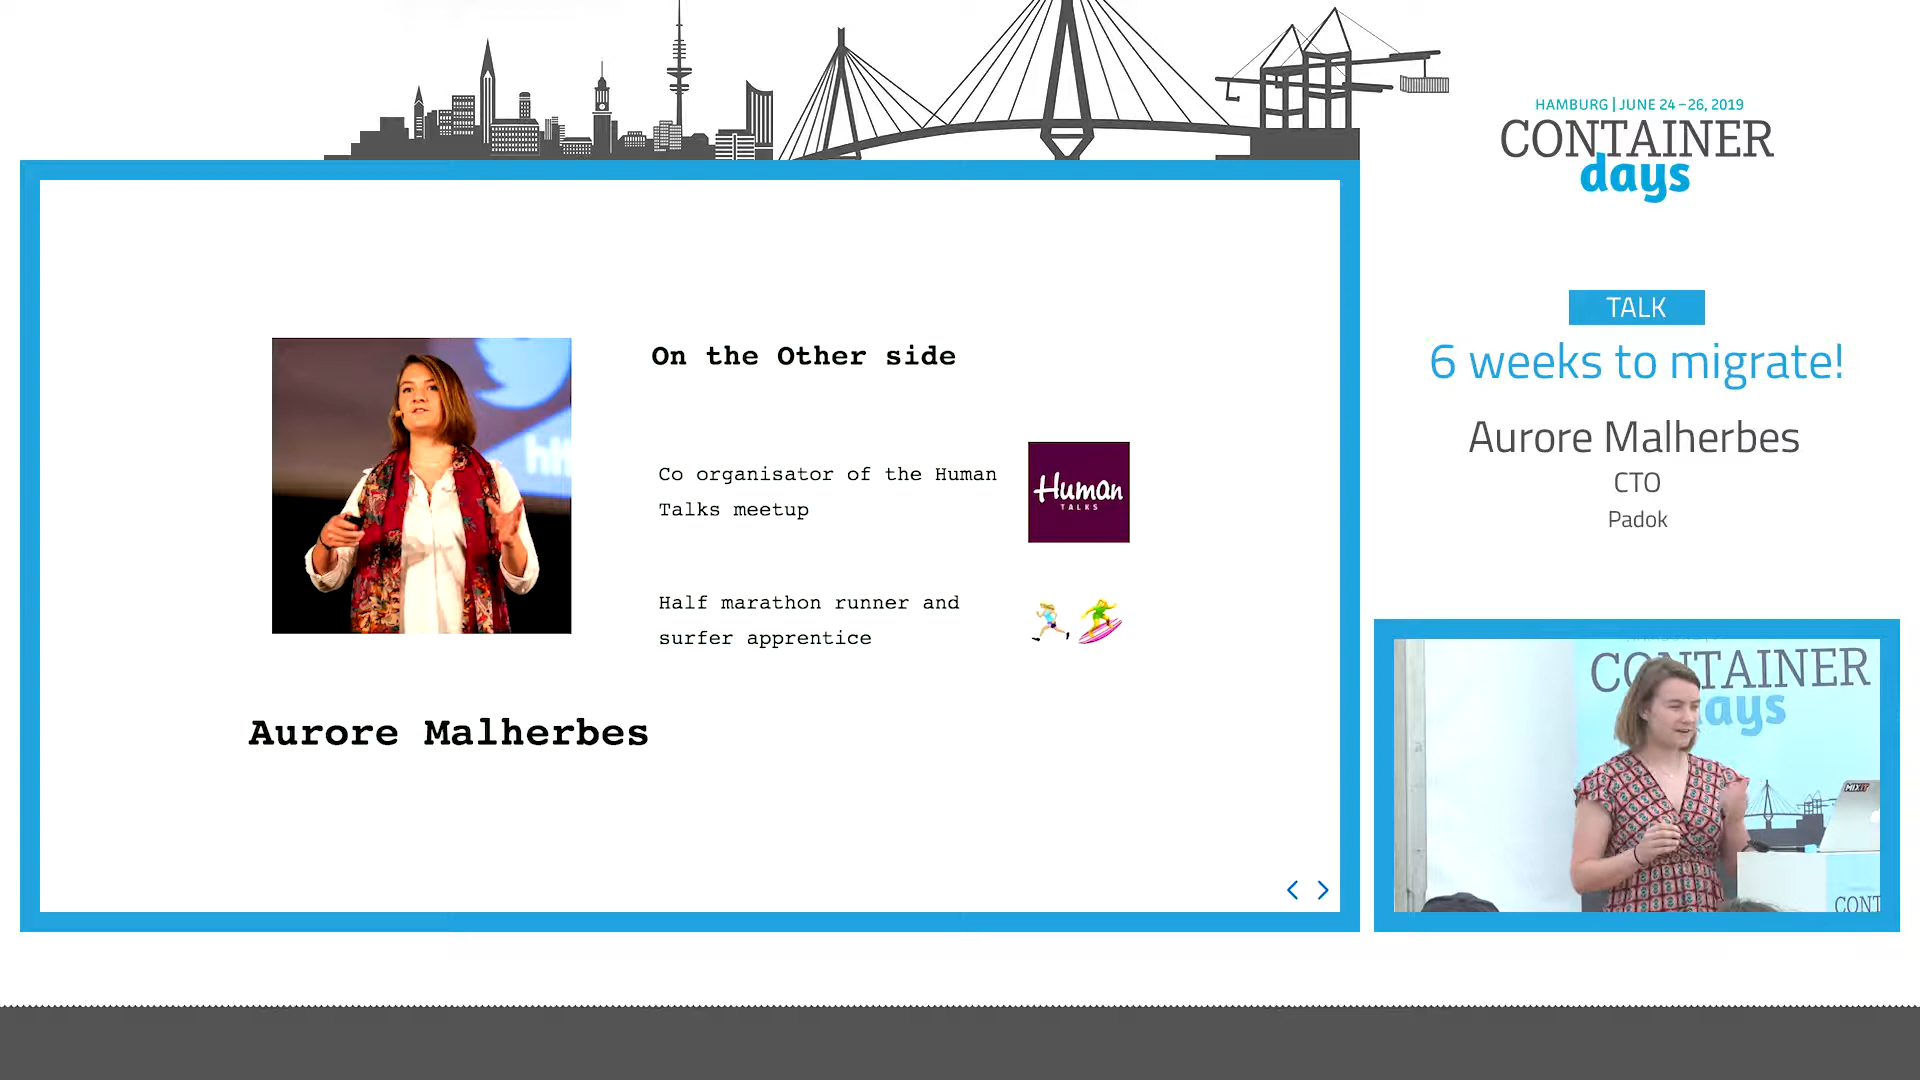 HAMBURG | JUNE 24 – 26, 2019
CONTAINER
days
TALK
6 weeks to migrate!
Aurore Malherbes
CTO
Padok
On the Other side
Co organisator of the Human
Talks meetup
Human
TALKS
Half marathon runner and
surfer apprentice
Aurore Malherbes
CONTAINER
days
MiXiT
CONT